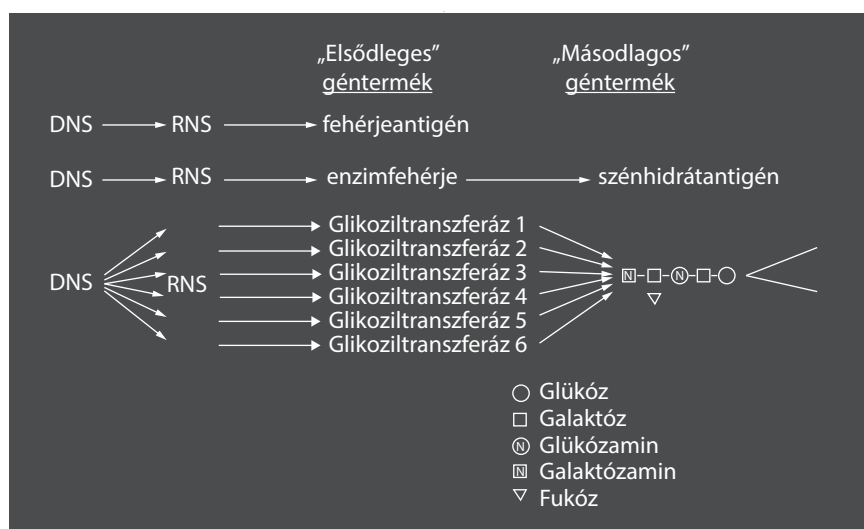 „Elsődleges” „Másodlagos”
géntermék géntermék
DNS RNS fehérjeantigén
DNS RNS enzimfehérje szénhidrátantigén
Glikoziltranszferáz 1
Glikoziltranszferáz 2
DNS RNS Glikoziltranszferáz 3
N N
Glikoziltranszferáz 4
Glikoziltranszferáz 5
Glikoziltranszferáz 6
Glükóz
Galaktóz
N Glükózamin
N Galaktózamin
Fukóz